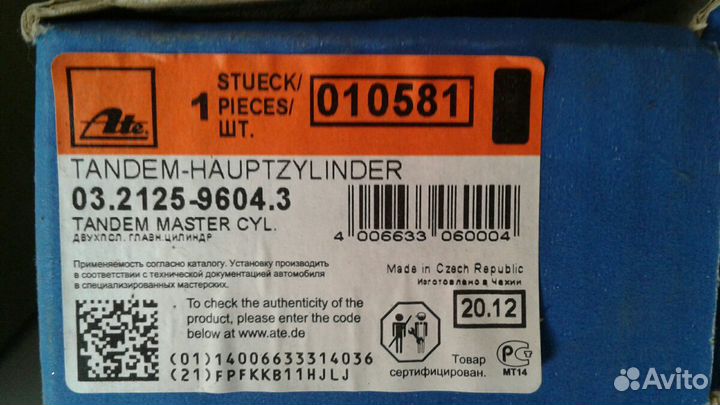 Ate
1 STUECK/
PIECES/
ШТ.
010581
TANDEM-HAUPTZYLINDER
03.2125-9604.3
TANDEM MASTER CYL.
ДВУХПОЛ. ГЛАВН.ЦИЛИНДР
4 006633 060004
Применяемость согласно каталогу. Установку производить
в соответствии с технической документацией автомобиля
в специализированных мастерских.
Made in Czech Republic
Изготовлено в Чехии
20.12
To check the authenticity of the
product, please enter the code
below at www.ate.de
(01)14006633314036
(21)FPFKKB11HJLJ
Товар
сертифицирован.
РС
МТ14
Avito